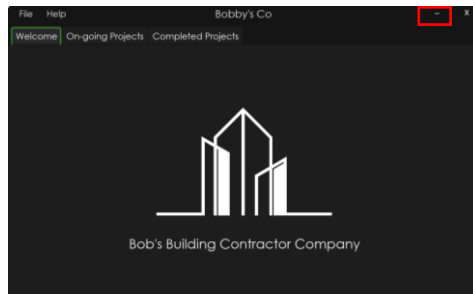 File Help Bobby's Co - x
Welcome On-going Projects Completed Projects
Bob's Building Contractor Company